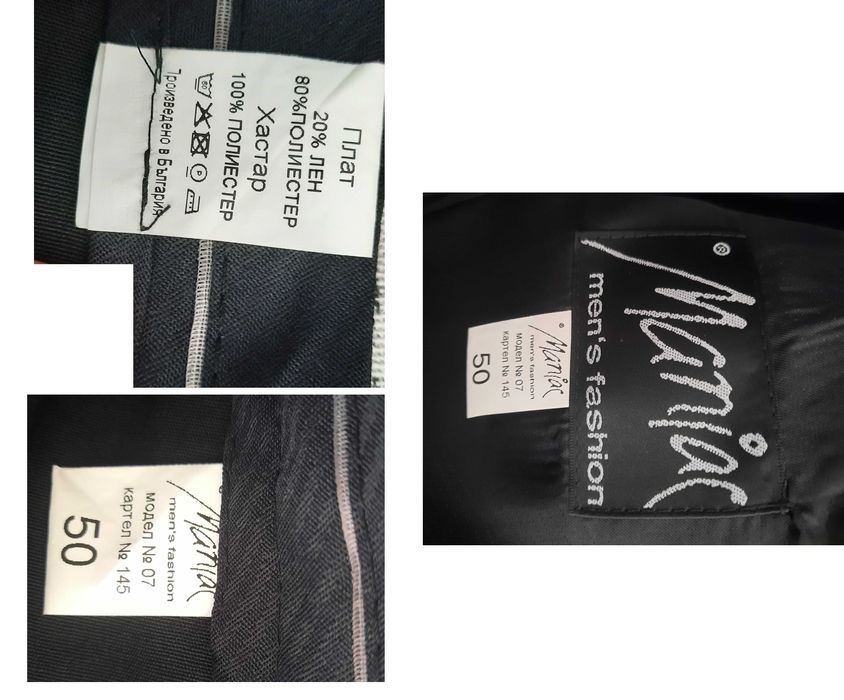 Плат
20% ЛЕН
80%ПОЛИЕСТЕР
Хастар
100% ПОЛИЕСТЕР
Произведено в България
Maniac
men's fashion
модел № 07
картел № 145
50
Maniac ®
men's fashion
® Maniac
men's fashion
модел № 07
картел № 145
50